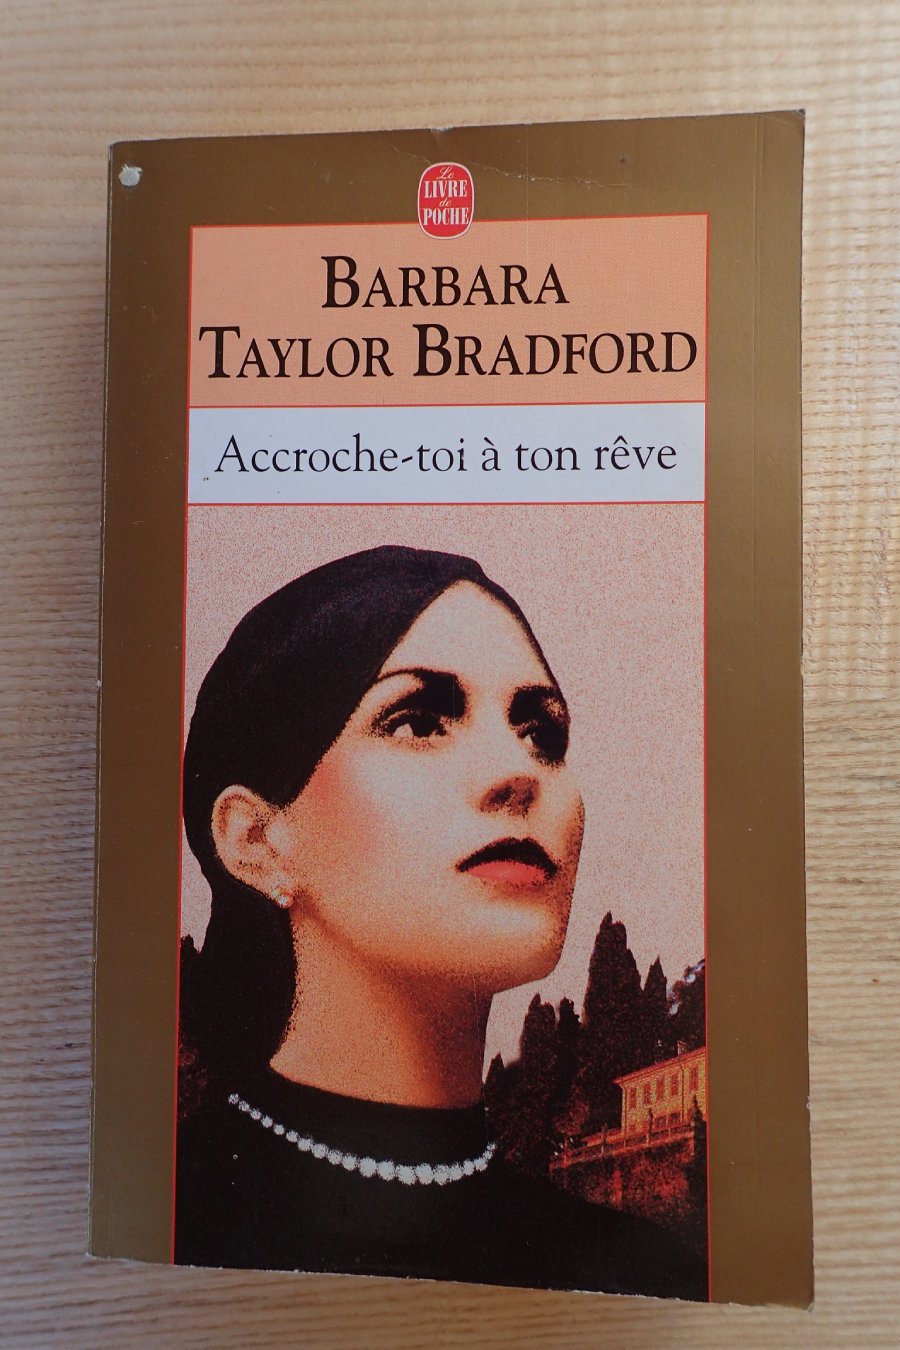 Le
LIVRE
de
POCHE
BARBARA
TAYLOR BRADFORD
Accroche-toi à ton rêve